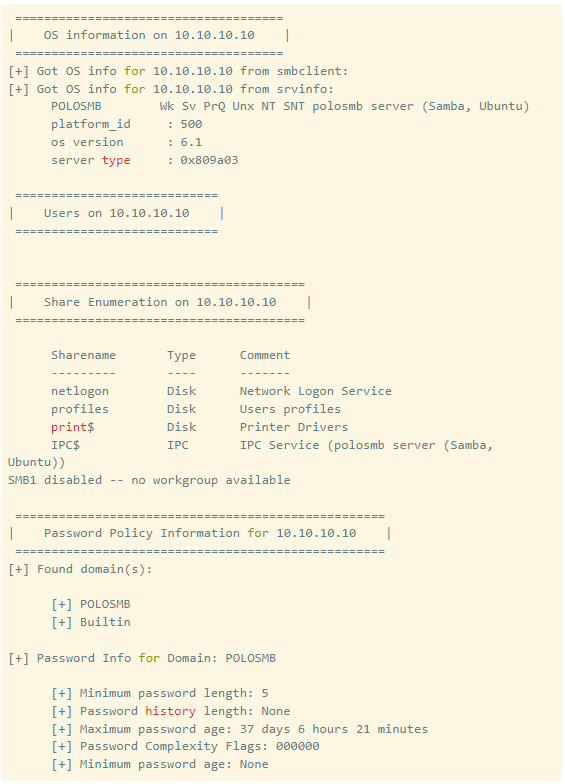 ===================================== 
|    OS information on 10.10.10.10    |
 ===================================== 
[+] Got OS info for 10.10.10.10 from smbclient:
[+] Got OS info for 10.10.10.10 from srvinfo:
      POLOSMB        Wk Sv PrQ Unx NT SNT polosmb server (Samba, Ubuntu)
      platform_id     : 500
      os version      : 6.1
      server type     : 0x809a03
 ============================ 
|    Users on 10.10.10.10    |
 ============================ 
 ======================================== 
|    Share Enumeration on 10.10.10.10    |
 ======================================== 
      Sharename       Type      Comment
      ---------       ----      -------
      netlogon        Disk      Network Logon Service
      profiles        Disk      Users profiles
      print$          Disk      Printer Drivers
      IPC$            IPC       IPC Service (polosmb server (Samba,
Ubuntu))
SMB1 disabled -- no workgroup available
 =================================================== 
|    Password Policy Information for 10.10.10.10    |
 =================================================== 
[+] Found domain(s):
      [+] POLOSMB
      [+] Builtin
[+] Password Info for Domain: POLOSMB
      [+] Minimum password length: 5
      [+] Password history length: None
      [+] Maximum password age: 37 days 6 hours 21 minutes
      [+] Password Complexity Flags: 000000
      [+] Minimum password age: None